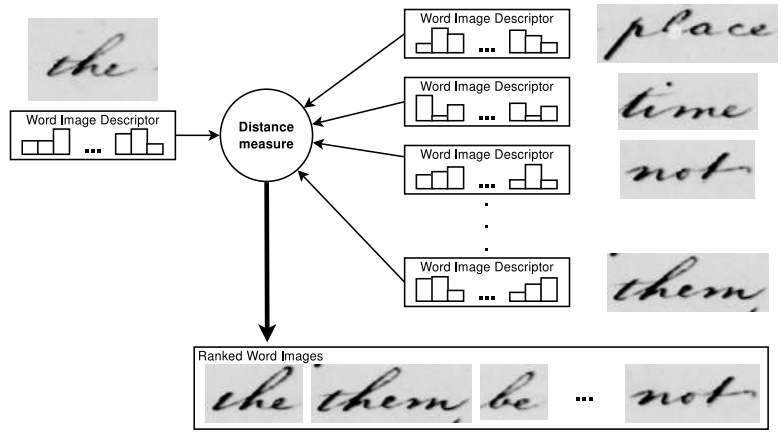 the
Word Image Descriptor
...
Distance
measure
Word Image Descriptor
...
place
Word Image Descriptor
...
time
Word Image Descriptor
...
not
Word Image Descriptor
...
them,
Ranked Word Images
the them, be ... not